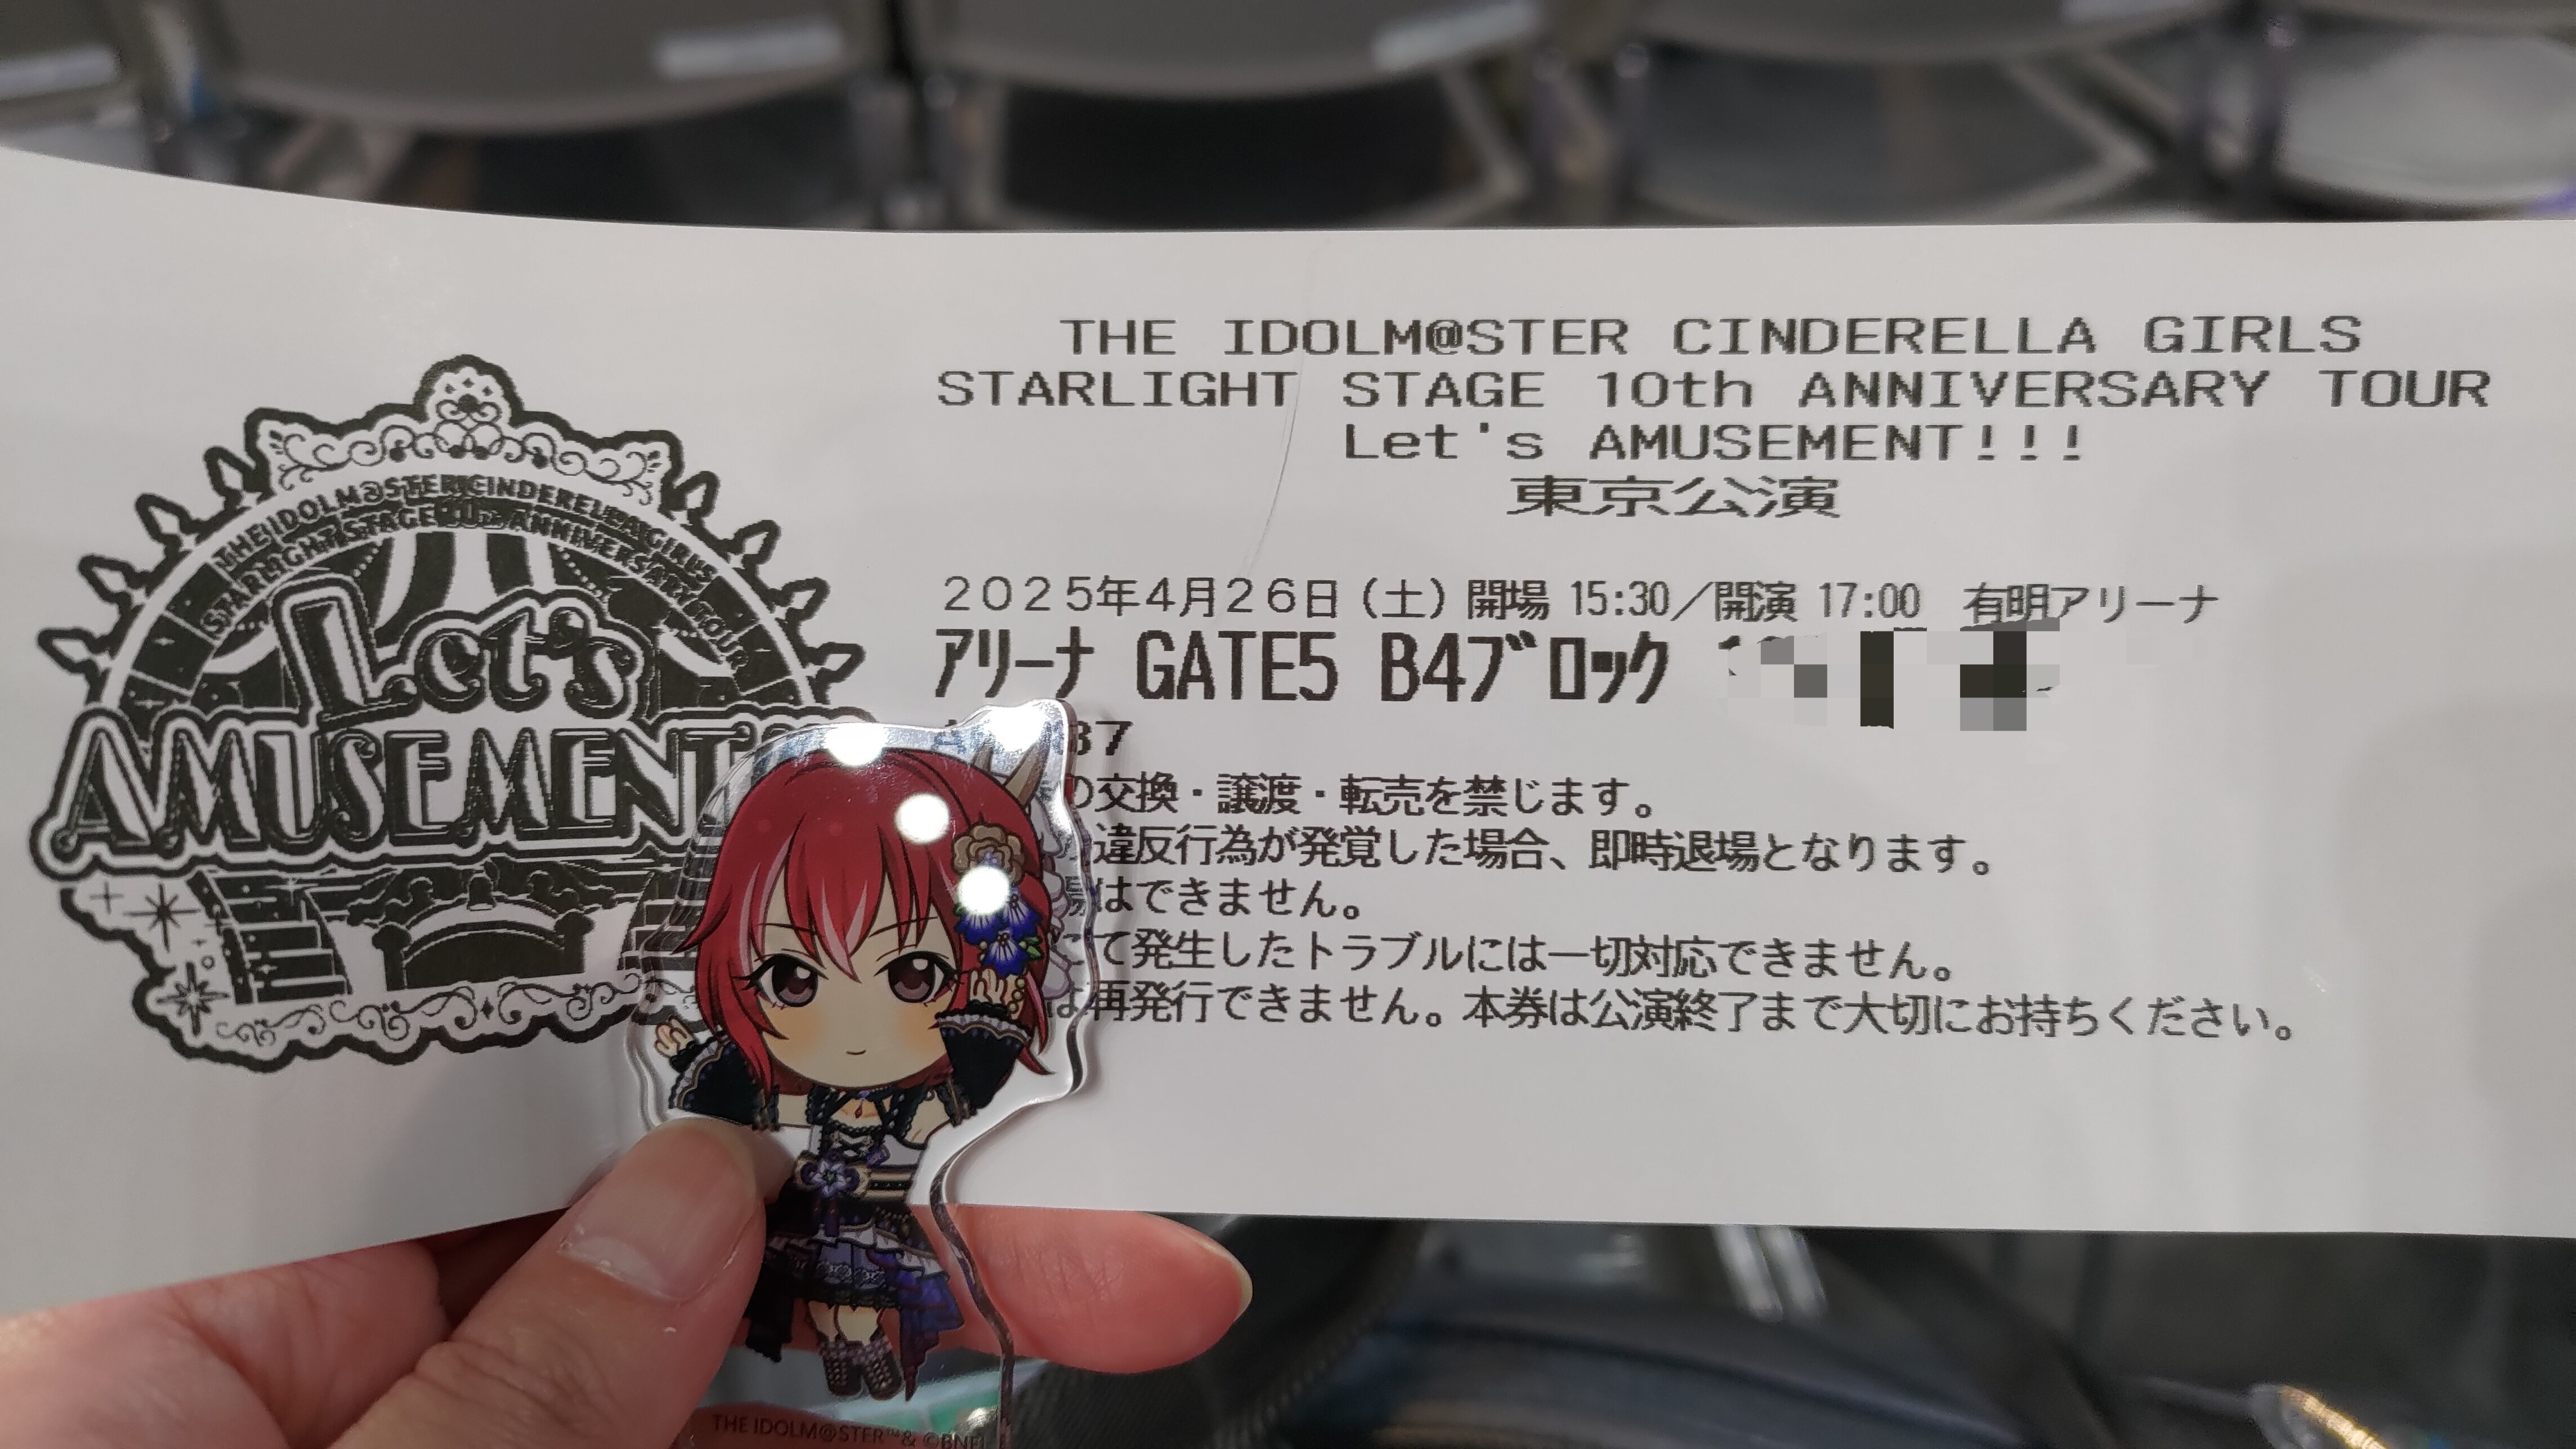 THE IDOLM@STER CINDERELLA GIRLS
STARLIGHT STAGE 10th ANNIVERSARY TOUR
Let's AMUSEMENT!!!
東京公演
2025年4月26日(土) 開場 15:30／開演 17:00 有明アリーナ
アリーナ GATE5 B4ブロック
37
の交換・譲渡・転売を禁じます。
違反行為が発覚した場合、即時退場となります。
場はできません。
にて発生したトラブルには一切対応できません。
は再発行できません。本券は公演終了まで大切にお持ちください。
THE IDOLM@STER CINDERELLA GIRLS
STARLIGHT STAGE 10th ANNIVERSARY TOUR
Let's
AMUSEMENT
THE IDOLM@STER™& ©BNEI